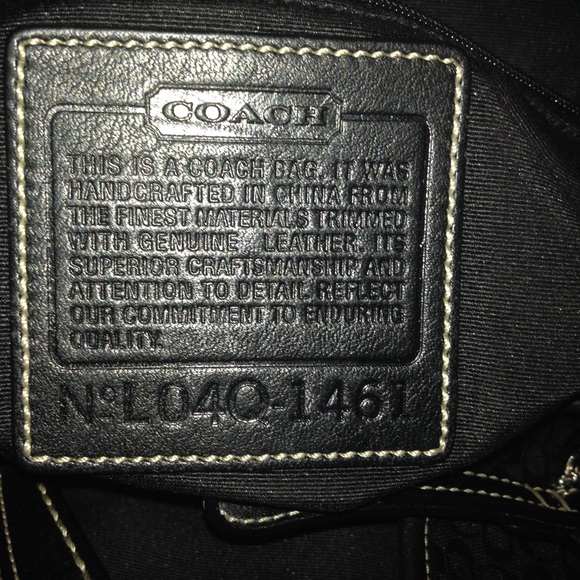 COACH
THIS IS A COACH BAG. IT WAS
HANDCRAFTED IN CHINA FROM
THE FINEST MATERIALS TRIMMED
WITH GENUINE LEATHER. ITS
SUPERIOR CRAFTSMANSHIP AND
ATTENTION TO DETAIL REFLECT
OUR COMMITMENT TO ENDURING
QUALITY.
Nº L04Q-1461